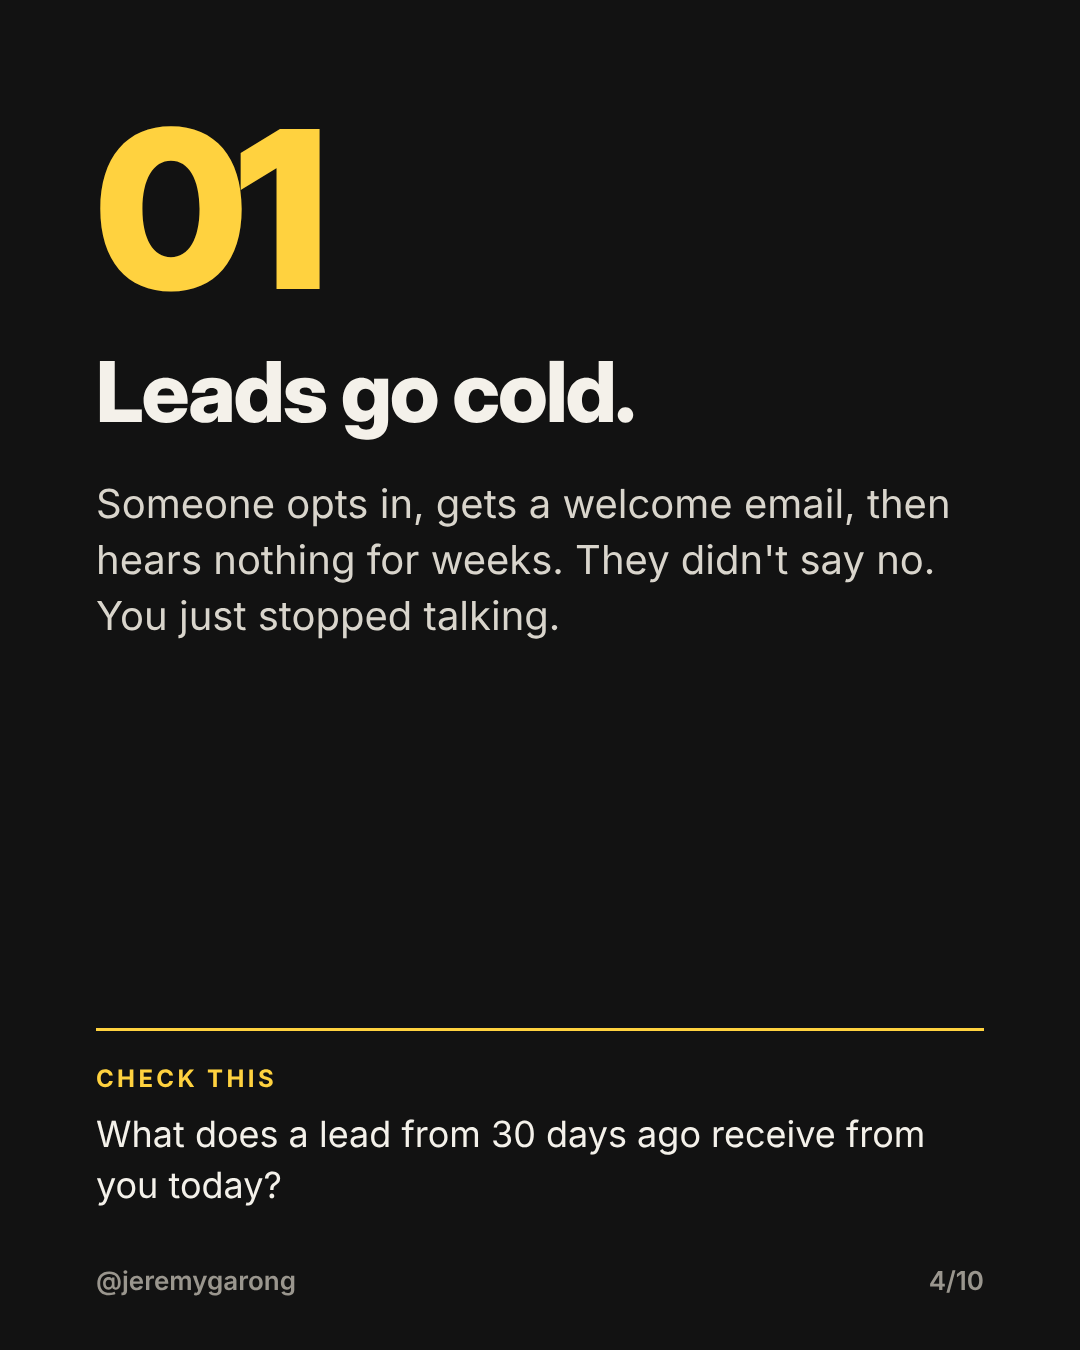 01
Leads go cold.
Someone opts in, gets a welcome email, then
hears nothing for weeks. They didn't say no.
You just stopped talking.
CHECK THIS
What does a lead from 30 days ago receive from
you today?
@jeremygarong
4/10